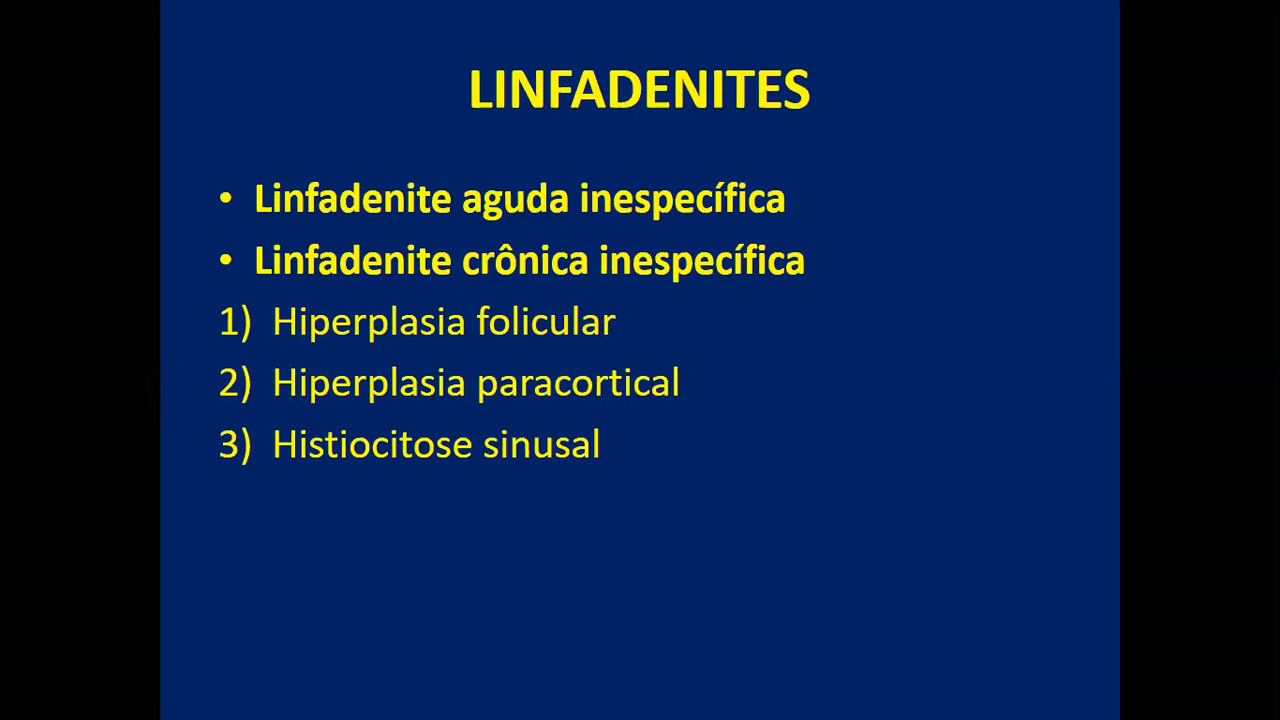 LINFADENITES
• Linfadenite aguda inespecífica
• Linfadenite crônica inespecífica
1) Hiperplasia folicular
2) Hiperplasia paracortical
3) Histiocitose sinusal